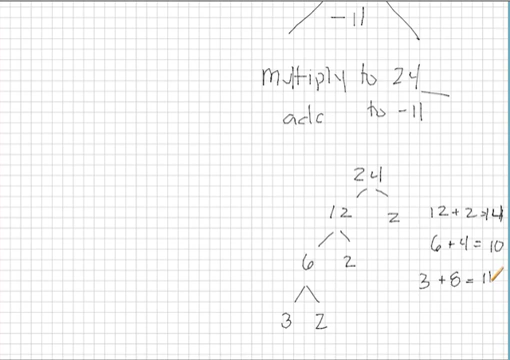 -11
multiply to 24
add to -11
24
12 2 12+2=14
6+4=10
6 2
3+8=11
3 2